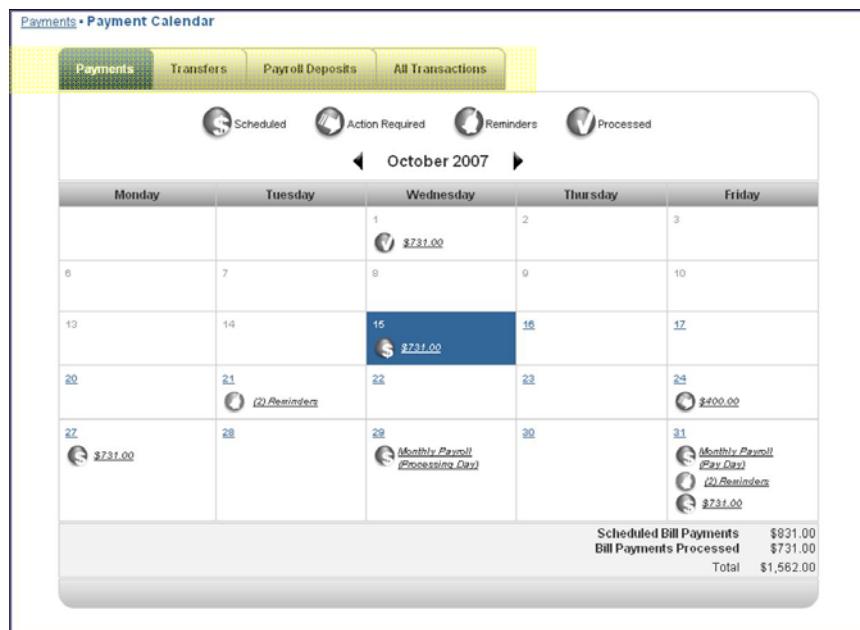 Payments • Payment Calendar
Payments Transfers Payroll Deposits All Transactions
Scheduled Action Required Reminders Processed
October 2007
Monday Tuesday Wednesday Thursday Friday
1 2 3
$731.00
6 7 8 9 10
13 14 15 16 17
$731.00
20 21 22 23 24
(2) Reminders $400.00
27 28 29 30 31
$731.00 Monthly Payroll Monthly Payroll
(Processing Day) (Pay Day)
(2) Reminders
$731.00
Scheduled Bill Payments $831.00
Bill Payments Processed $731.00
Total $1,562.00